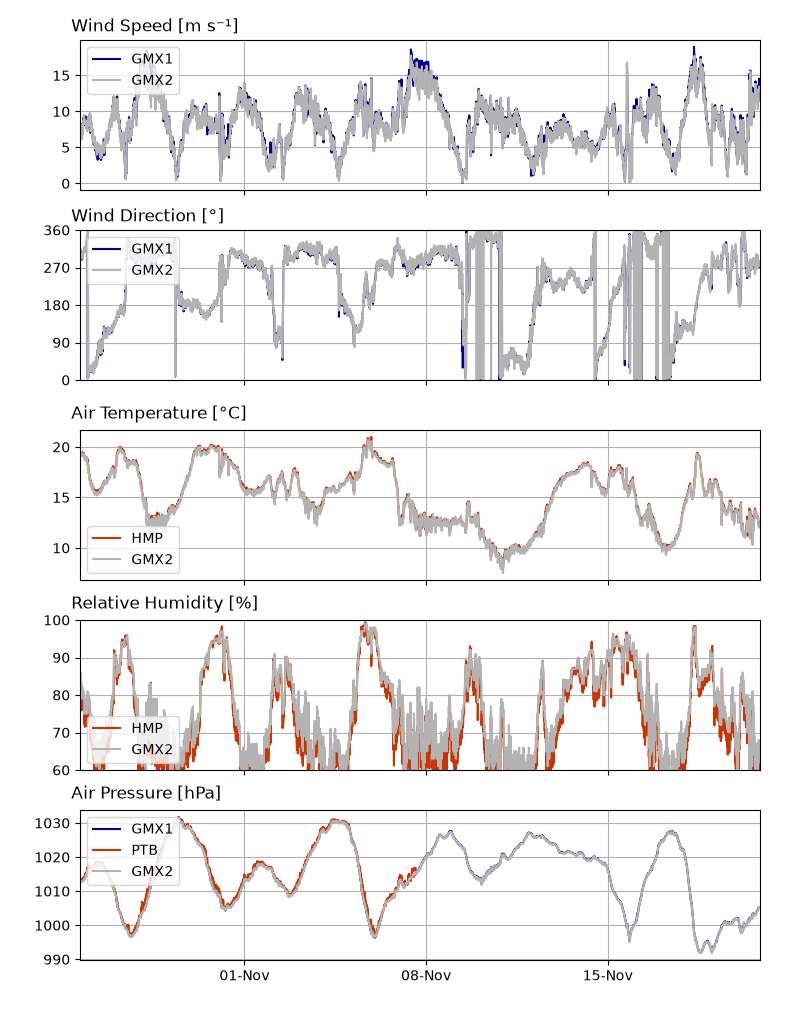 Wind Speed [m s⁻¹]
GMX1
GMX2
15
10
5
0
Wind Direction [°]
360
GMX1
270
GMX2
180
90
0
Air Temperature [°C]
20
15
HMP
10
GMX2
Relative Humidity [%]
100
90
80
HMP
70
GMX2
60
Air Pressure [hPa]
1030
GMX1
PTB
1020
GMX2
1010
1000
990
01-Nov 08-Nov 15-Nov